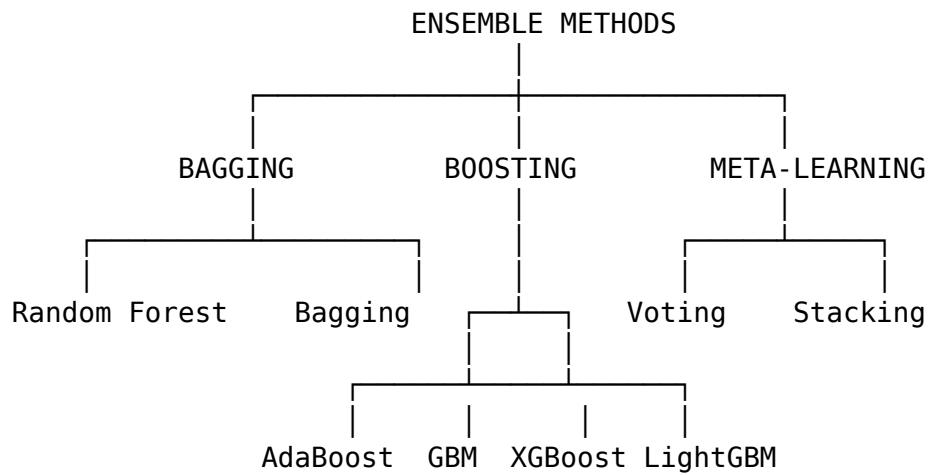 ENSEMBLE METHODS
BAGGING BOOSTING META-LEARNING
Random Forest Bagging Voting Stacking
AdaBoost GBM XGBoost LightGBM